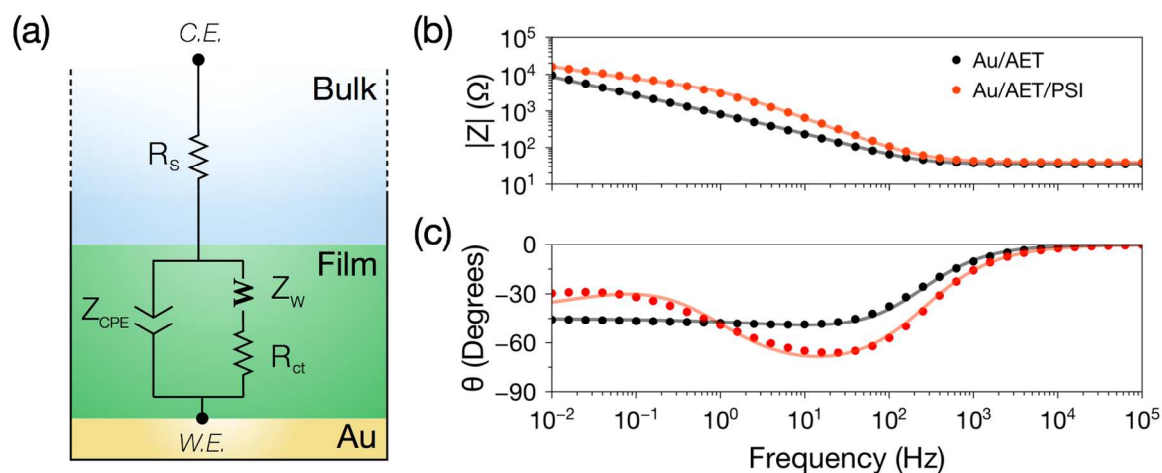 (a)
C.E.
Bulk
R_S
Film
Z_CPE
Z_W
R_ct
W.E.
Au
(b)
|Z| (Ω)
10^5
10^4
10^3
10^2
10^1
Au/AET
Au/AET/PSI
(c)
θ (Degrees)
0
−30
−60
−90
10^−2 10^−1 10^0 10^1 10^2 10^3 10^4 10^5
Frequency (Hz)